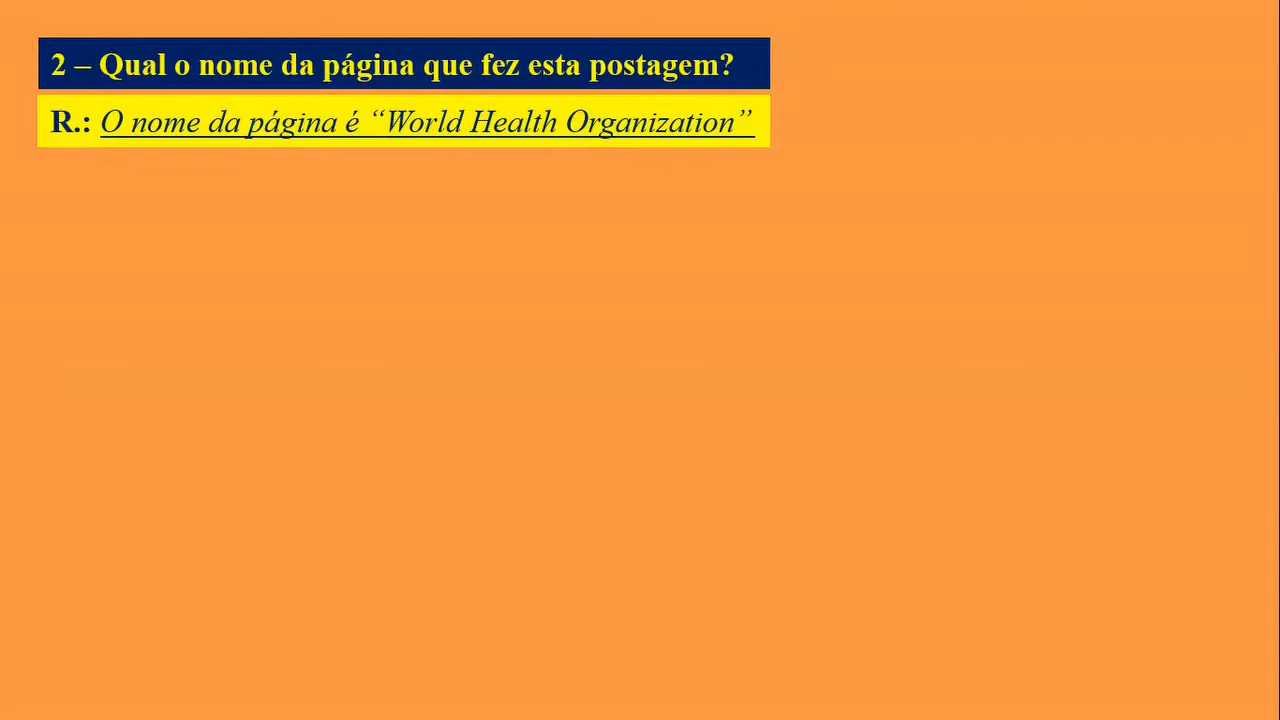 2 – Qual o nome da página que fez esta postagem?
R.: O nome da página é “World Health Organization”